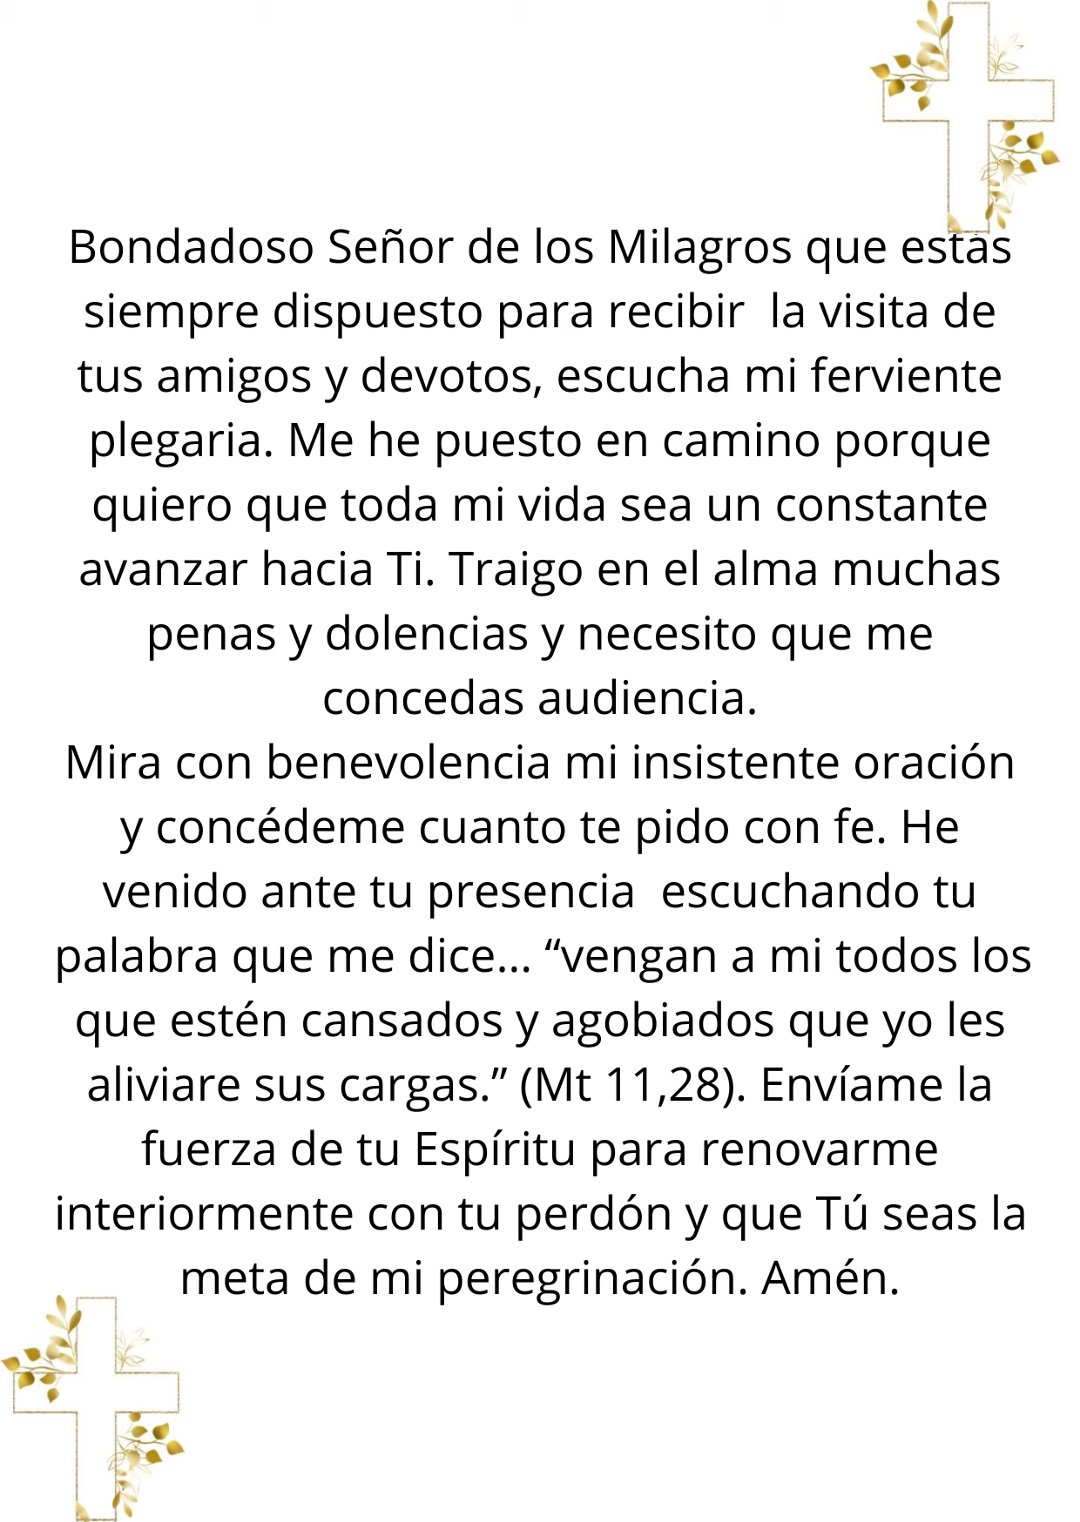 Bondadoso Señor de los Milagros que estás
siempre dispuesto para recibir  la visita de
tus amigos y devotos, escucha mi ferviente
plegaria. Me he puesto en camino porque
quiero que toda mi vida sea un constante
avanzar hacia Ti. Traigo en el alma muchas
penas y dolencias y necesito que me
concedas audiencia.
Mira con benevolencia mi insistente oración
y concédeme cuanto te pido con fe. He
venido ante tu presencia  escuchando tu
palabra que me dice... “vengan a mi todos los
que estén cansados y agobiados que yo les
aliviare sus cargas.” (Mt 11,28). Envíame la
fuerza de tu Espíritu para renovarme
interiormente con tu perdón y que Tú seas la
meta de mi peregrinación. Amén.